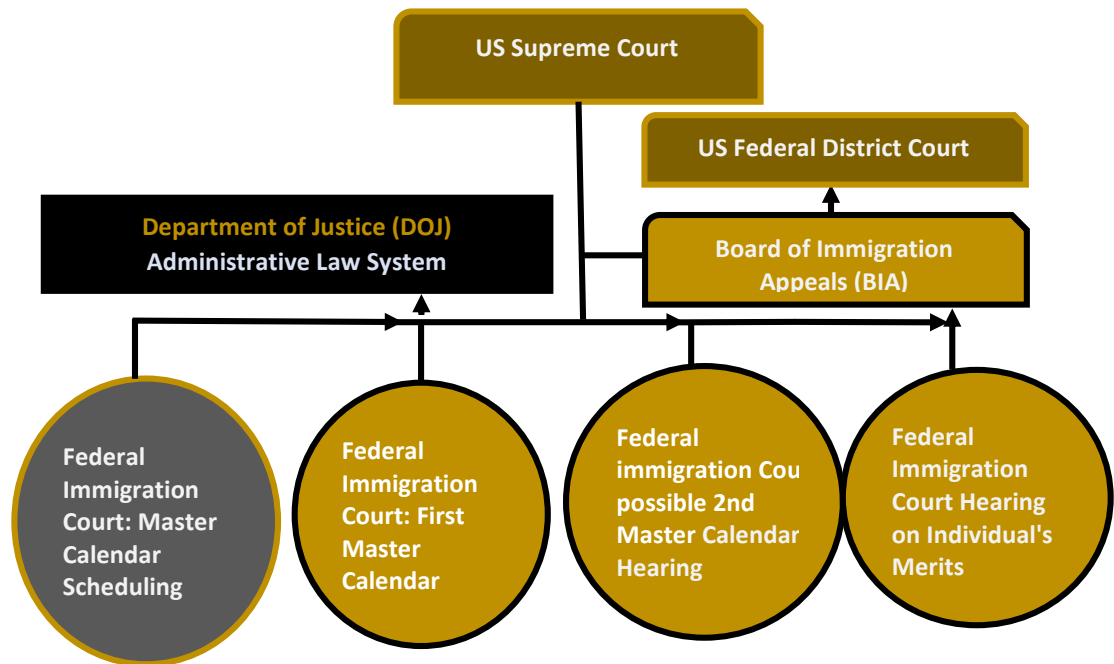 US Supreme Court
US Federal District Court
Department of Justice (DOJ)
Administrative Law System
Board of Immigration
Appeals (BIA)
Federal
Immigration
Court: Master
Calendar
Scheduling
Federal
Immigration
Court: First
Master
Calendar
Federal
immigration Cou
possible 2nd
Master Calendar
Hearing
Federal
Immigration
Court Hearing
on Individual's
Merits